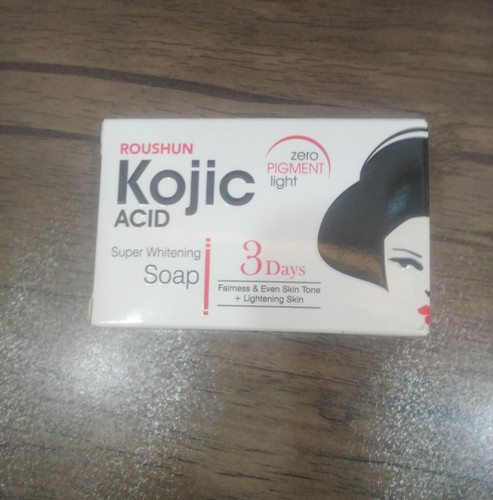 ROUSHUN
Kojic
ACID
zero
PIGMENT
light
Super Whitening
Soap
3 Days
Fairness & Even Skin Tone
+ Lightening Skin